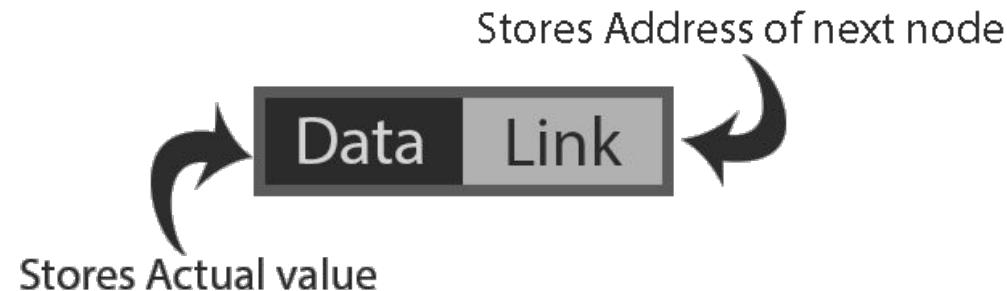 Stores Address of next node
Data Link
Stores Actual value